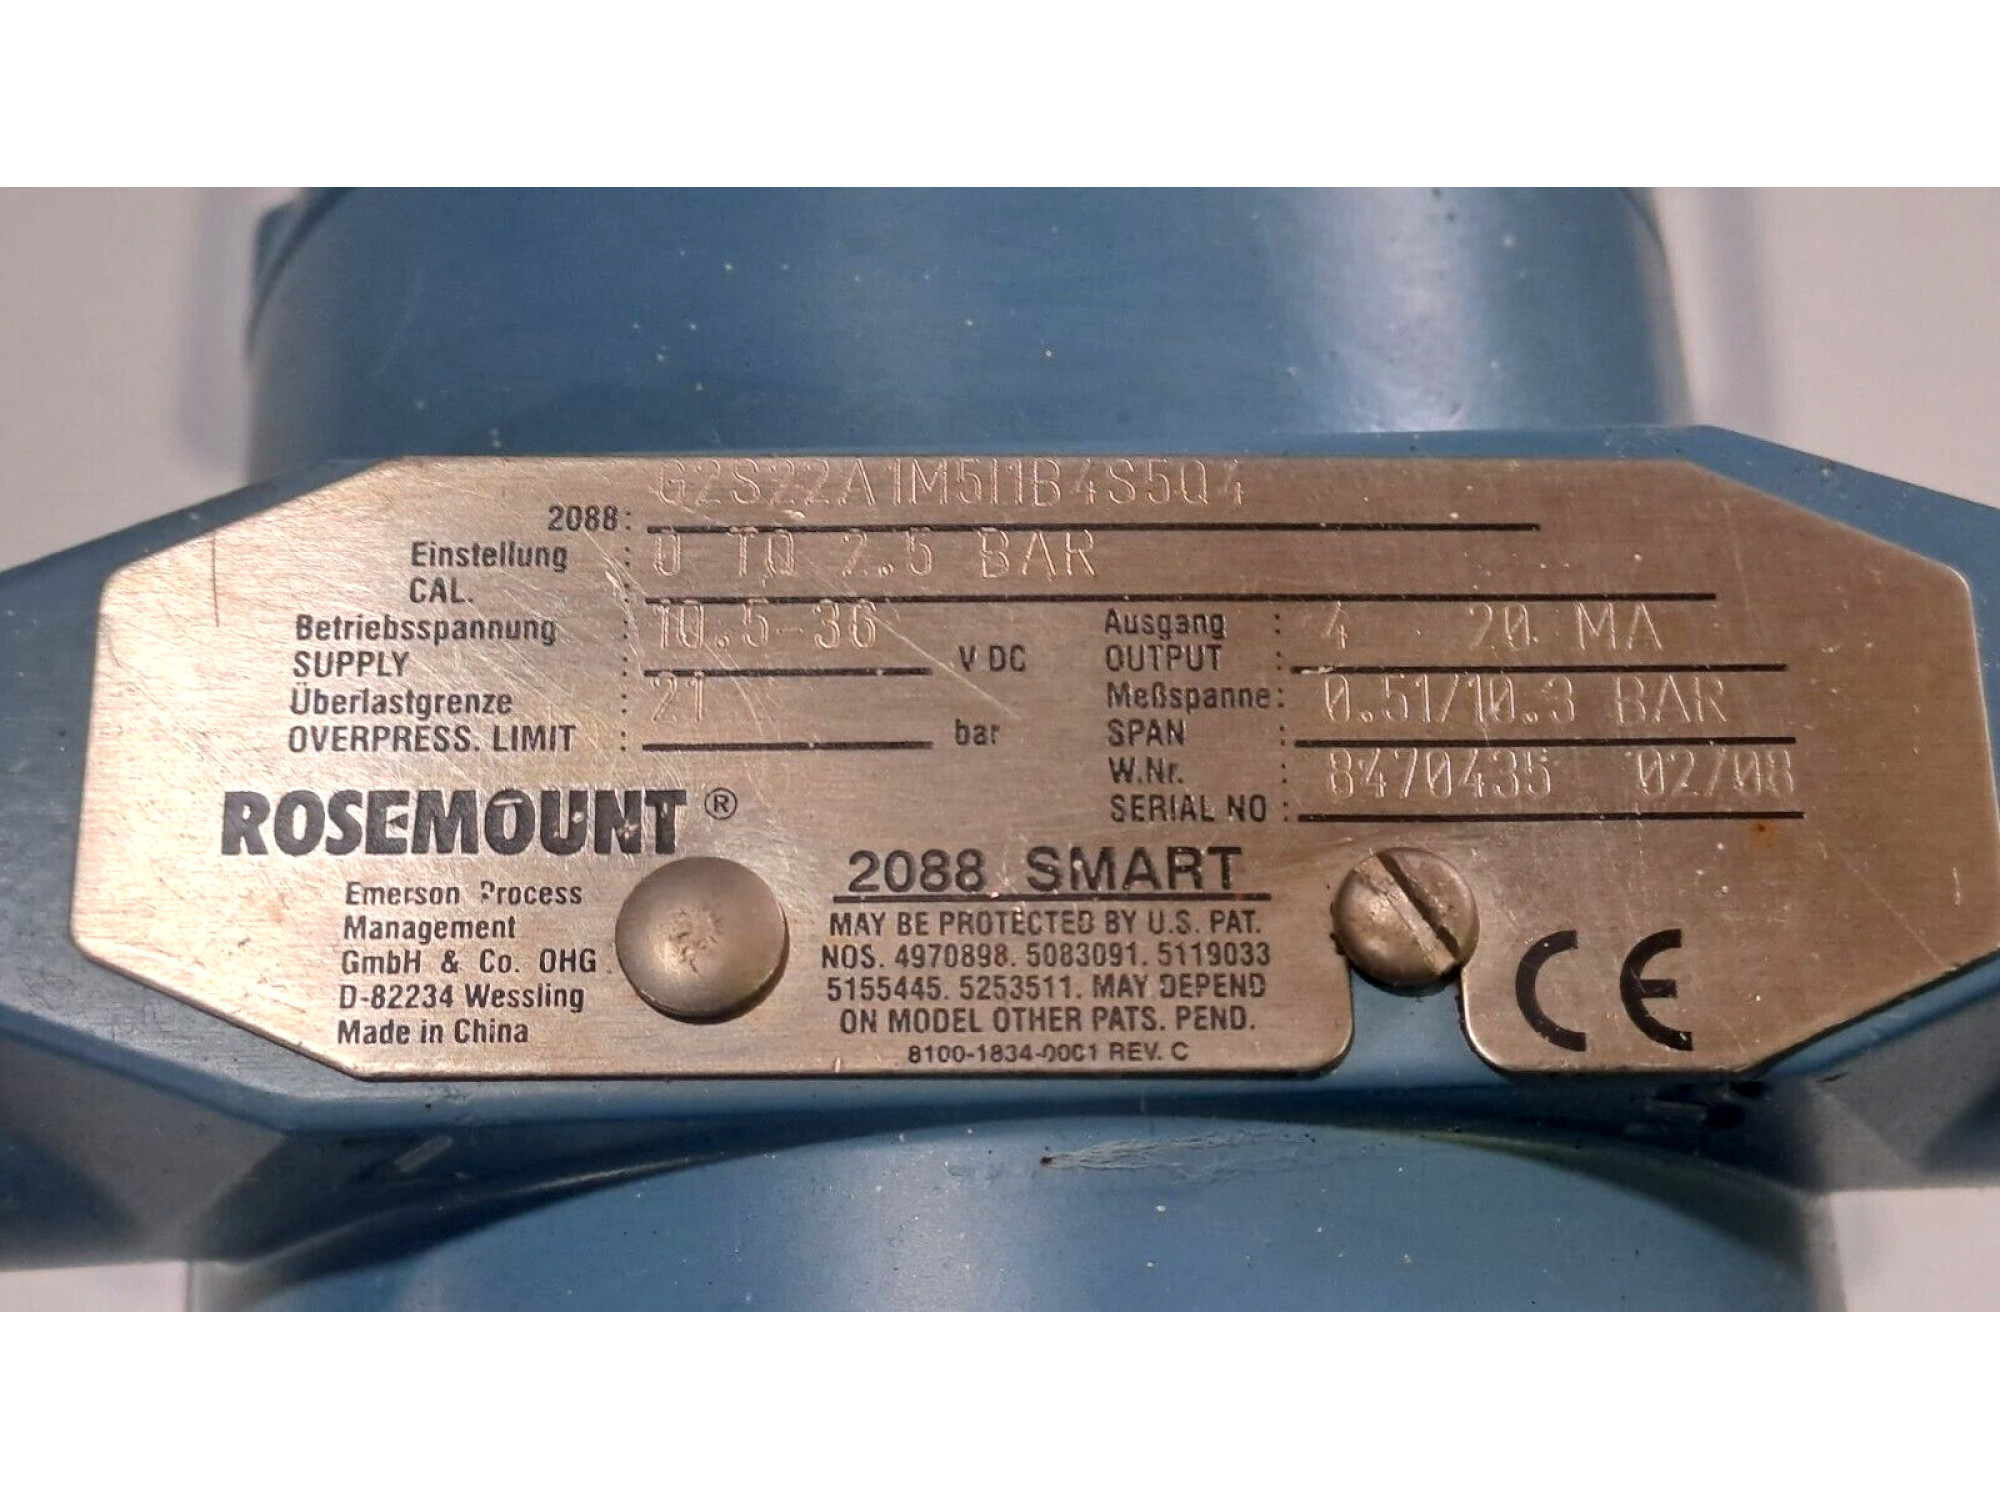 2088: G2S22A1M5I1B4S5Q4
Einstellung : 0 TO 2.5 BAR
CAL. :
Betriebsspannung : 10.5-36
SUPPLY : V DC
Überlastgrenze : 21
OVERPRESS. LIMIT : bar
Ausgang : 4 20 MA
OUTPUT :
Meßspanne: 0.51/10.3 BAR
SPAN :
W.Nr. : 8470435 02/08
SERIAL NO :
ROSEMOUNT®
Emerson Process
Management
GmbH & Co. OHG
D-82234 Wessling
Made in China
2088 SMART
MAY BE PROTECTED BY U.S. PAT.
NOS. 4970898. 5083091. 5119033
5155445. 5253511. MAY DEPEND
ON MODEL OTHER PATS. PEND.
8100-1834-0001 REV. C
CE